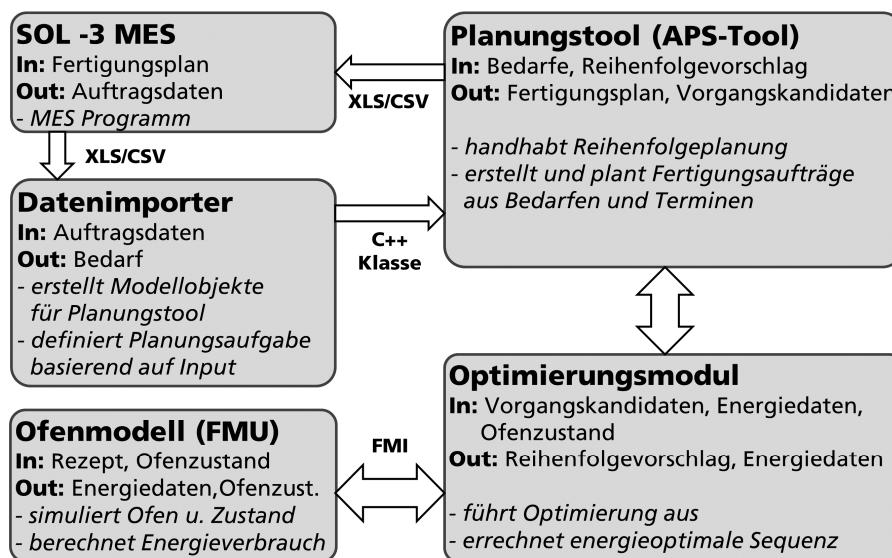 SOL -3 MES
In: Fertigungsplan
Out: Auftragsdaten
- MES Programm
XLS/CSV
Planungstool (APS-Tool)
In: Bedarfe, Reihenfolgevorschlag
Out: Fertigungsplan, Vorgangskandidaten
- handhabt Reihenfolgeplanung
- erstellt und plant Fertigungsaufträge
aus Bedarfen und Terminen
XLS/CSV
Datenimporter
In: Auftragsdaten
Out: Bedarf
- erstellt Modellobjekte
für Planungstool
- definiert Planungsaufgabe
basierend auf Input
C++
Klasse
Ofenmodell (FMU)
In: Rezept, Ofenzustand
Out: Energiedaten,Ofenzust.
- simuliert Ofen u. Zustand
- berechnet Energieverbrauch
FMI
Optimierungsmodul
In: Vorgangskandidaten, Energiedaten,
Ofenzustand
Out: Reihenfolgevorschlag, Energiedaten
- führt Optimierung aus
- errechnet energieoptimale Sequenz